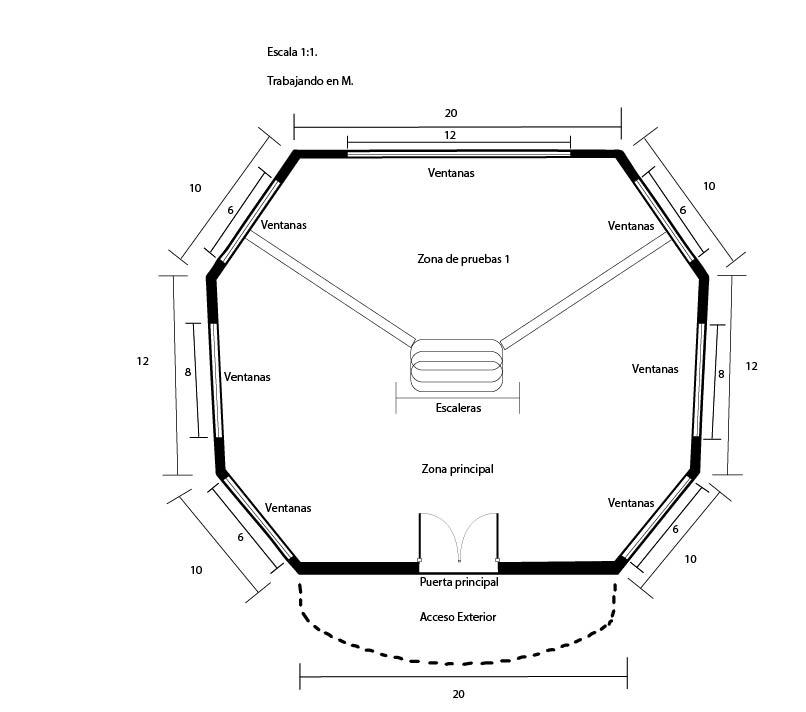 Escala 1:1.
Trabajando en M.
20
12
Ventanas
10
6
Ventanas
10
6
Ventanas
Zona de pruebas 1
12
8
Ventanas
Ventanas
8
12
Escaleras
Zona principal
Ventanas
Ventanas
6
10
6
10
Puerta principal
Acceso Exterior
20